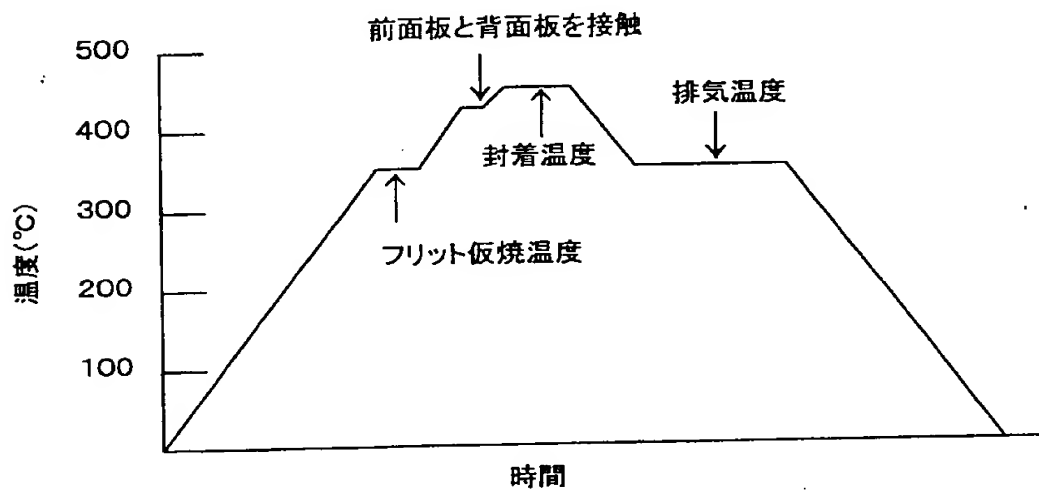 前面板と背面板を接触
500
排気温度
400
封着温度
300
フリット仮焼温度
温度(℃)
200
100
時間